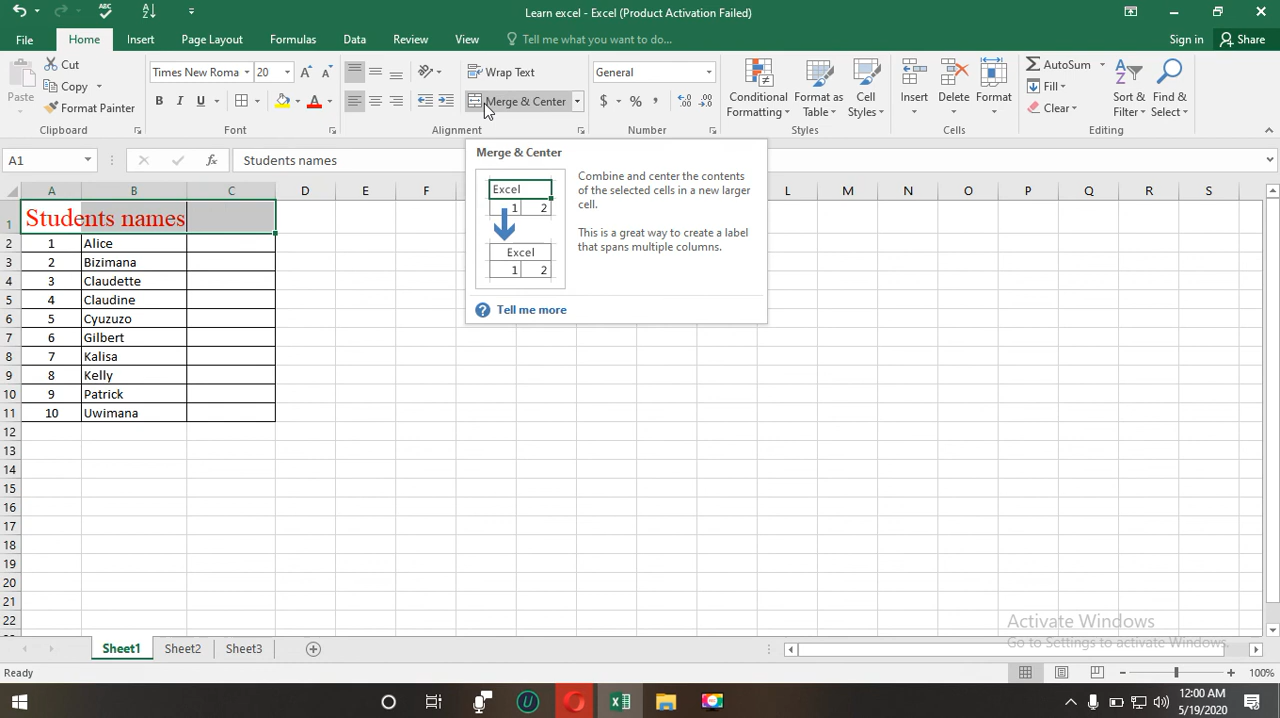 Learn excel - Excel (Product Activation Failed)
File Home Insert Page Layout Formulas Data Review View Tell me what you want to do... Sign in Share
Paste
Cut
Copy
Format Painter
Clipboard
Times New Roma 20
B I U A
Font
Wrap Text
Merge & Center
Alignment
General
$ % ,
Number
Conditional Formatting
Format as Table
Cell Styles
Styles
Insert Delete Format
Cells
AutoSum
Fill
Clear
Sort & Filter
Find & Select
Editing
A1 fx Students names
A B C D E F L M N O P Q R S
1 Students names
2 1 Alice
3 2 Bizimana
4 3 Claudette
5 4 Claudine
6 5 Cyuzuzo
7 6 Gilbert
8 7 Kalisa
9 8 Kelly
10 9 Patrick
11 10 Uwimana
12
13
14
15
16
17
18
19
20
21
22
Merge & Center
Excel
1 2
Excel
1 2
Combine and center the contents
of the selected cells in a new larger
cell.
This is a great way to create a label
that spans multiple columns.
Tell me more
Activate Windows
Go to Settings to activate Windows.
Sheet1 Sheet2 Sheet3
Ready 100%
12:00 AM
5/19/2020